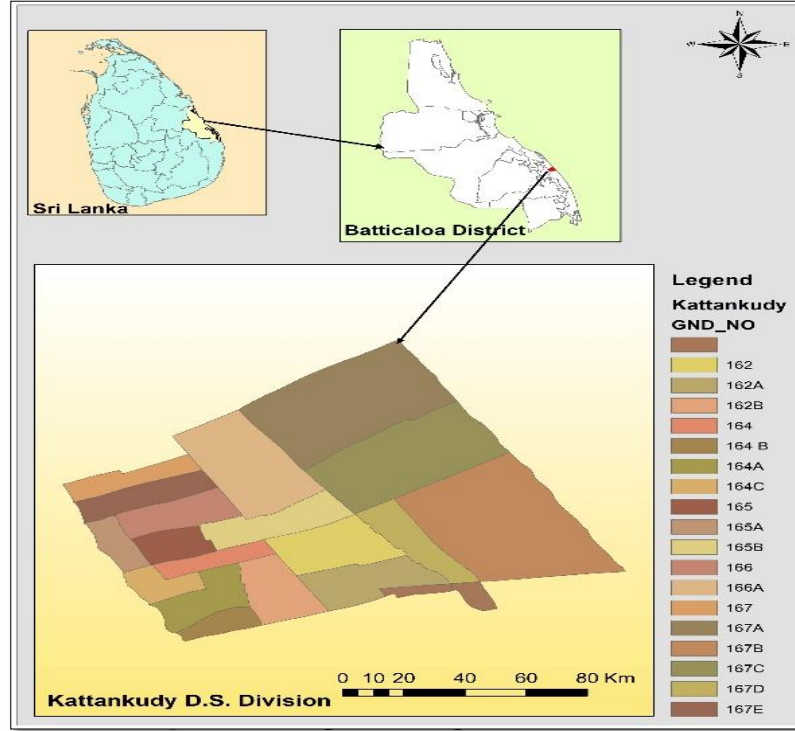 N
W E
S
Sri Lanka
Batticaloa District
Legend
Kattankudy
GND_NO
162
162A
162B
164
164 B
164A
164C
165
165A
165B
166
166A
167
167A
167B
167C
167D
167E
0 10 20 40 60 80 Km
Kattankudy D.S. Division